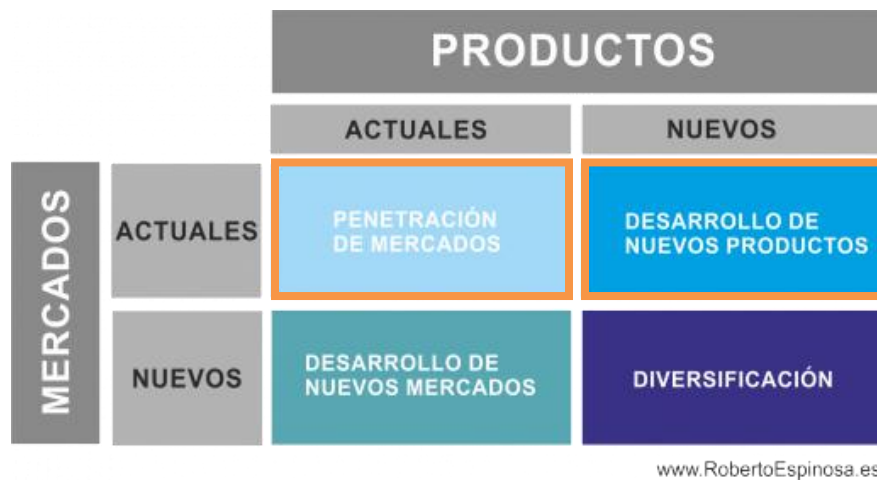 PRODUCTOS
ACTUALES
NUEVOS
MERCADOS
ACTUALES
PENETRACIÓN
DE MERCADOS
DESARROLLO DE
NUEVOS PRODUCTOS
NUEVOS
DESARROLLO DE
NUEVOS MERCADOS
DIVERSIFICACIÓN
www.RobertoEspinosa.es